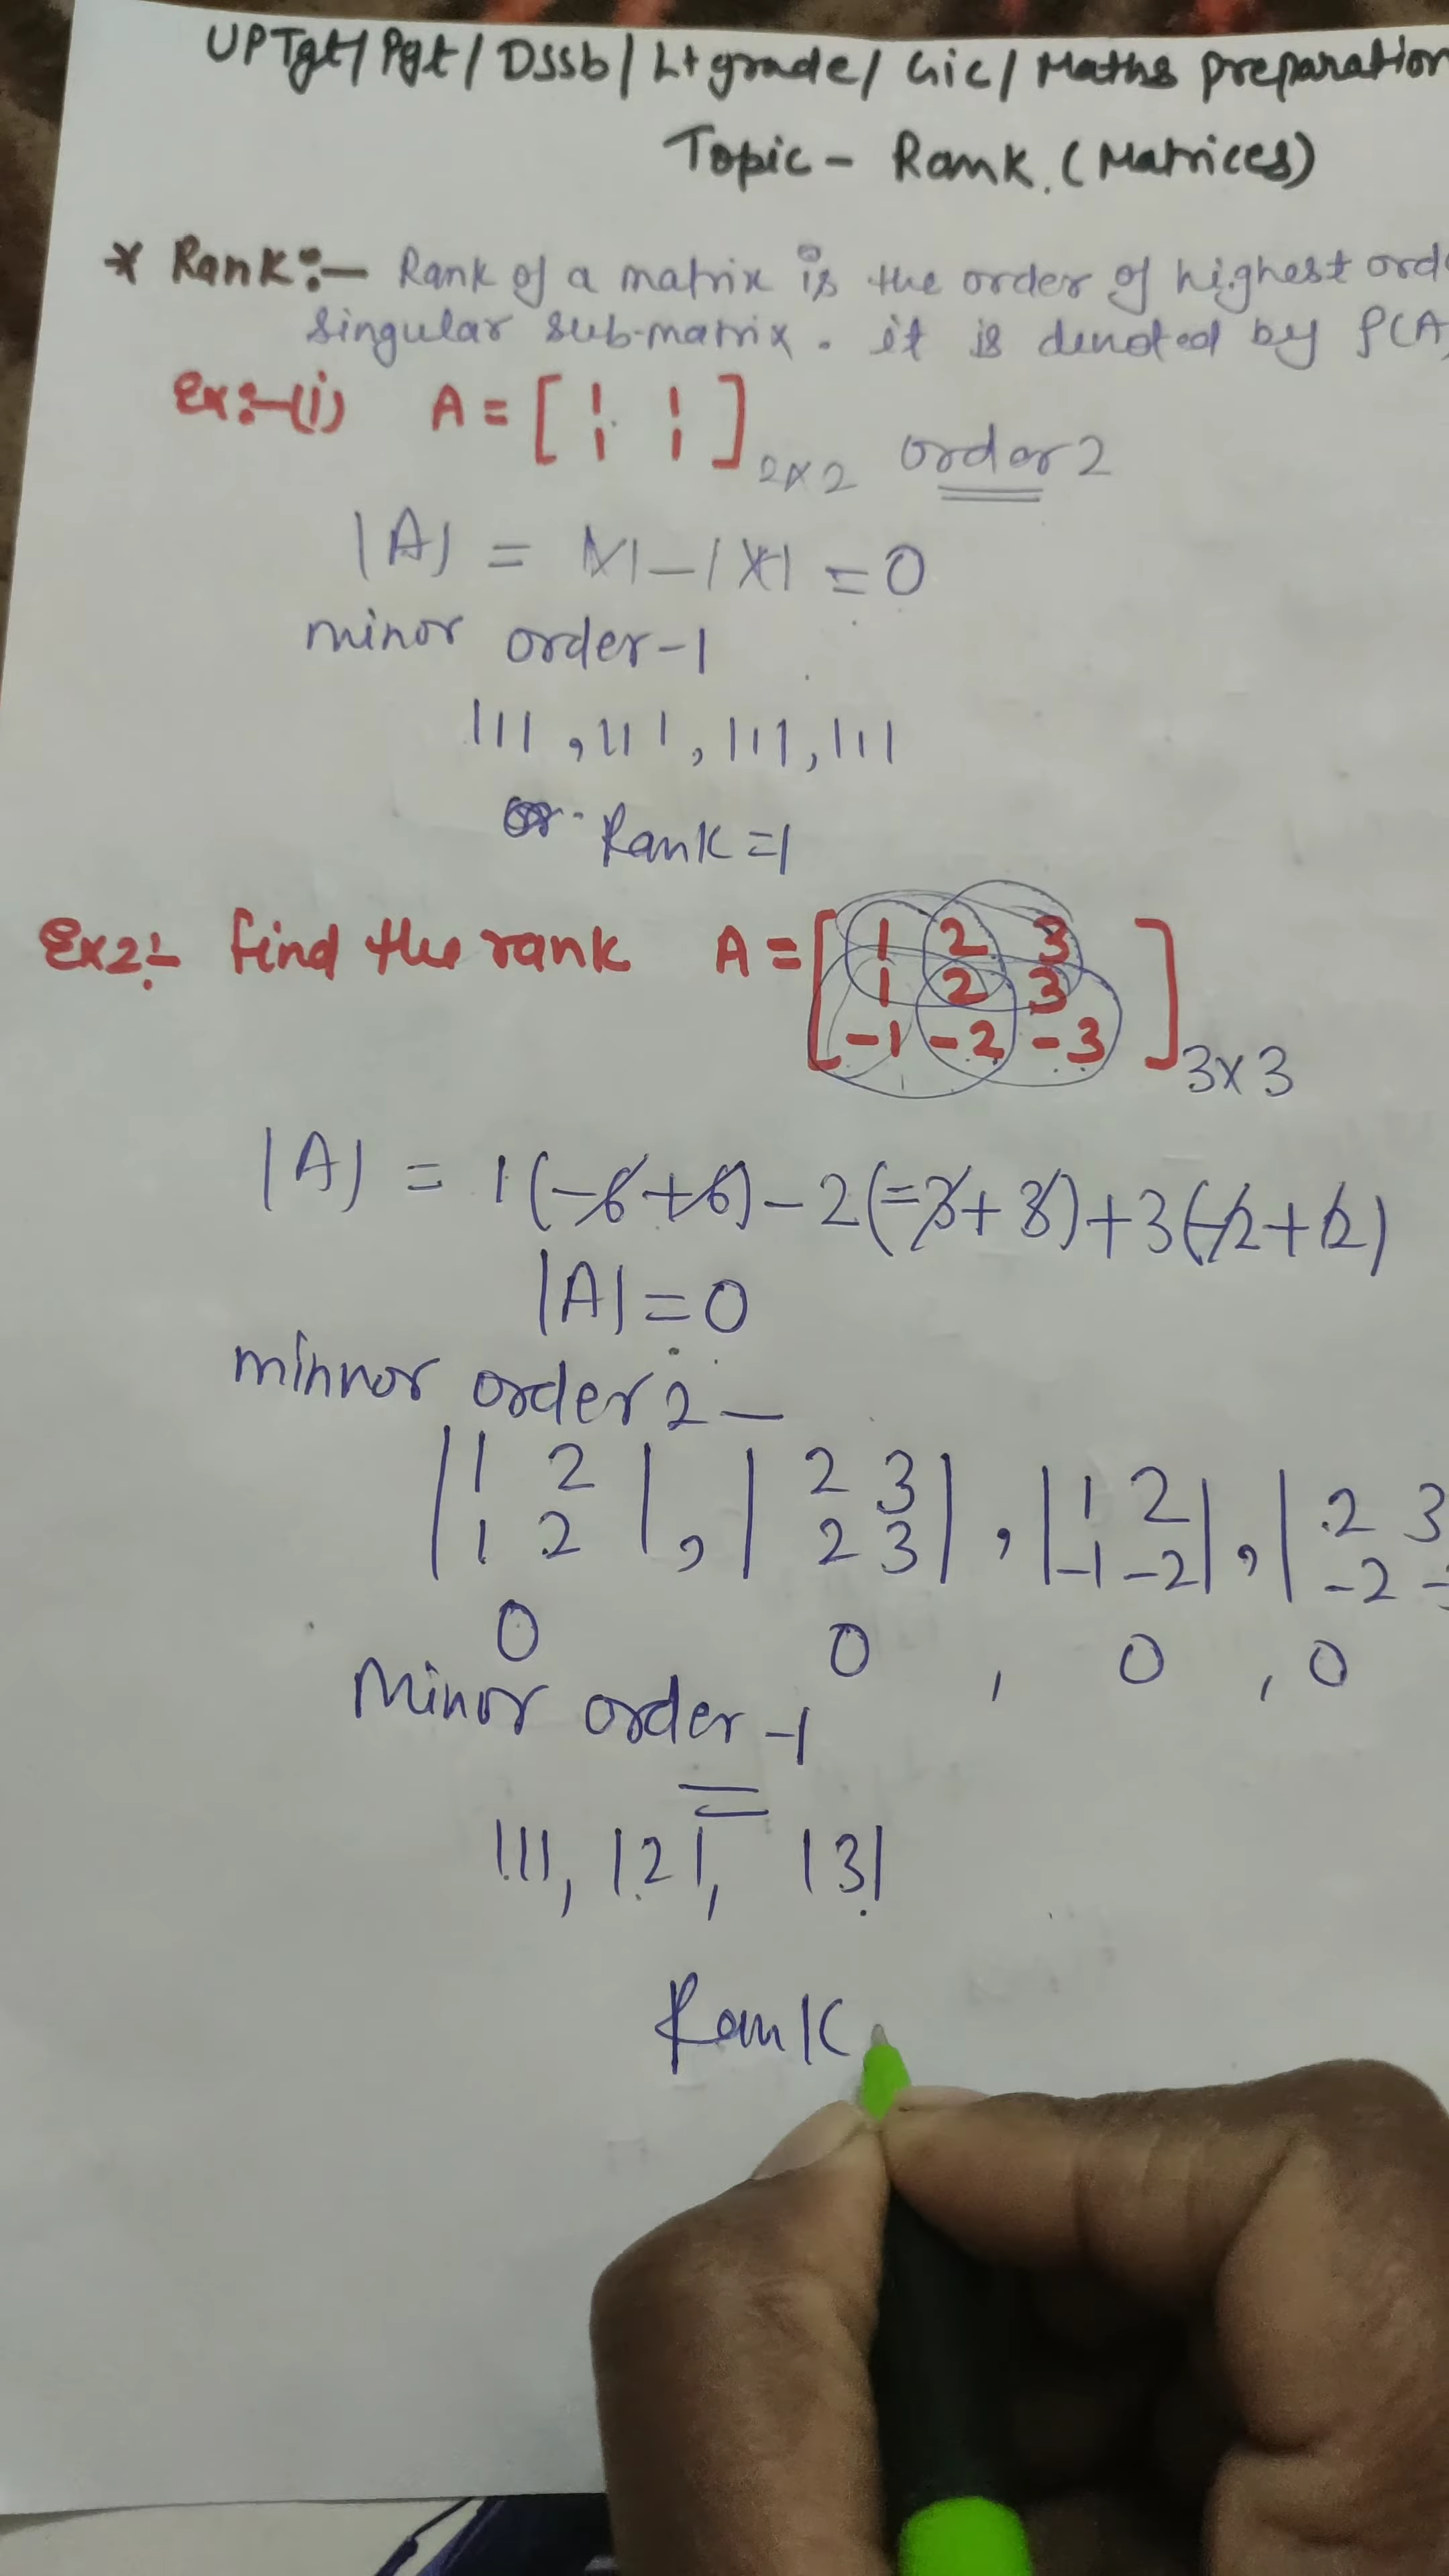 UPTgt/Pgt/Dssb/Lt grade/Gic/Maths preparation
Topic - Rank. (Matrices)
* Rank:- Rank of a matrix is the order of highest ord
singular sub-matrix. it is denoted by ρ(A)
Ex:-(i) A = [ 1 1
1 1 ] 2×2 order 2
|A| = 1×1 - 1×1 = 0
minor order-1
|1|, |1|, |1|, |1|
Rank = 1
Ex2:- find the rank A = [ 1 2 3
1 2 3
-1 -2 -3 ] 3×3
|A| = 1(-6+6) - 2(-3+3) + 3(-2+2)
|A| = 0
minnor order 2 -
|1 2|, |2 3|, |1 2|, |2 3
|1 2| |2 3| |-1 -2| |-2 -
0 0 , 0 , 0
Minor order -1
|1|, |2|, |3|
Rank